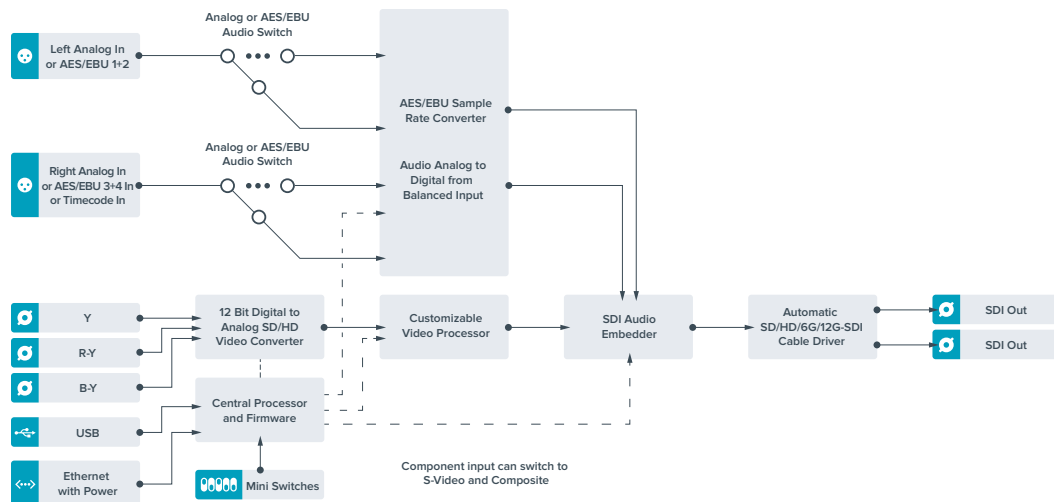 Analog or AES/EBU
Audio Switch
Left Analog In
or AES/EBU 1+2
AES/EBU Sample
Rate Converter
Analog or AES/EBU
Audio Switch
Right Analog In
or AES/EBU 3+4 In
or Timecode In
Audio Analog to
Digital from
Balanced Input
Y
R-Y
B-Y
12 Bit Digital to
Analog SD/HD
Video Converter
Customizable
Video Processor
SDI Audio
Embedder
Automatic
SD/HD/6G/12G-SDI
Cable Driver
SDI Out
SDI Out
USB
Central Processor
and Firmware
Ethernet
with Power
Mini Switches
Component input can switch to
S-Video and Composite